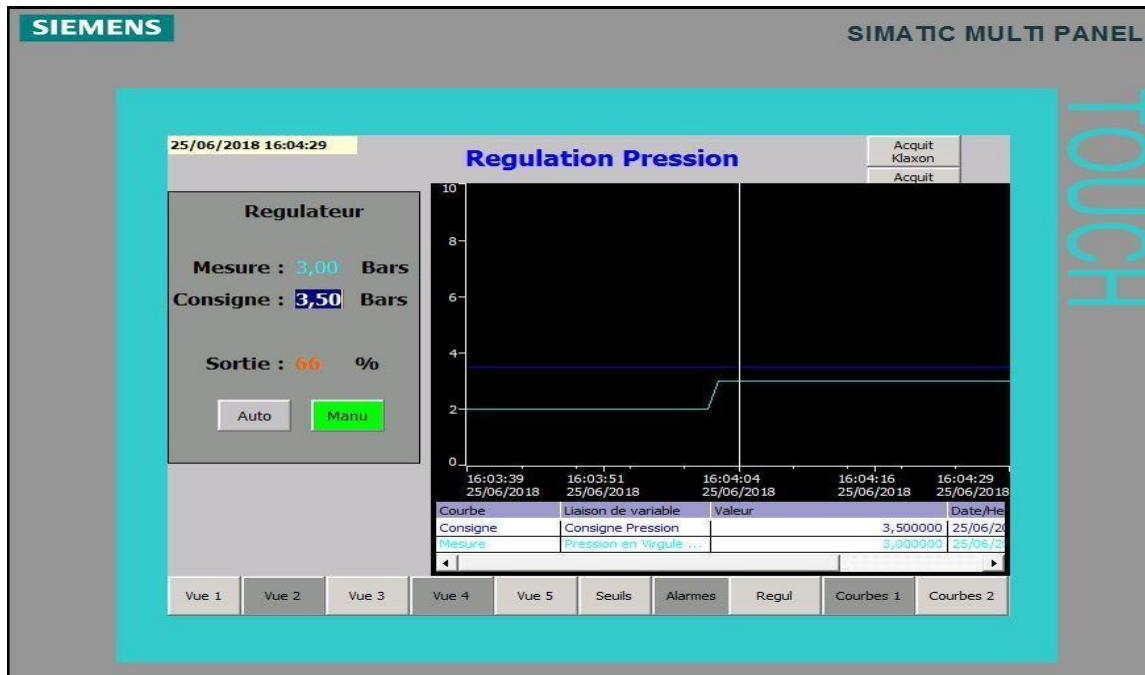 SIEMENS
SIMATIC MULTI PANEL
TOUCH
25/06/2018 16:04:29
Regulation Pression
Acquit
Klaxon
Acquit
Regulateur
Mesure : 3,00 Bars
Consigne : 3,50 Bars
Sortie : 66 %
Auto Manu
10
8
6
4
2
0
16:03:39 16:03:51 16:04:04 16:04:16 16:04:29
25/06/2018 25/06/2018 25/06/2018 25/06/2018 25/06/2018
Courbe Liaison de variable Valeur Date/He
Consigne Consigne Pression 3,500000 25/06/20
Mesure Pression en Virgule ... 3,000000 25/06/20
Vue 1 Vue 2 Vue 3 Vue 4 Vue 5 Seuils Alarmes Regul Courbes 1 Courbes 2